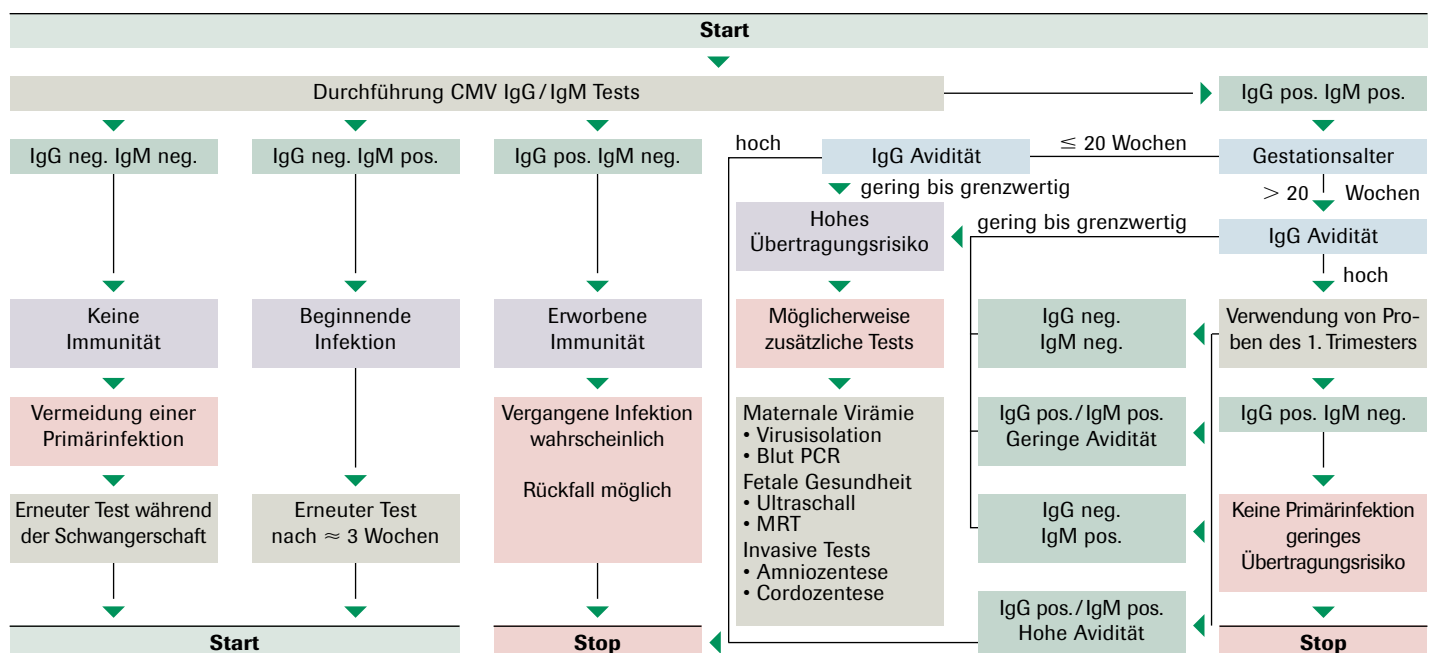 Start
Durchführung CMV IgG/IgM Tests
IgG pos. IgM pos.
IgG neg. IgM neg.
IgG neg. IgM pos.
IgG pos. IgM neg.
hoch
IgG Avidität
≤ 20 Wochen
Gestationsalter
gering bis grenzwertig
> 20 Wochen
Hohes
Übertragungsrisiko
gering bis grenzwertig
IgG Avidität
hoch
Keine
Immunität
Beginnende
Infektion
Erworbene
Immunität
Möglicherweise
zusätzliche Tests
IgG neg.
IgM neg.
Verwendung von Pro-
ben des 1. Trimesters
Vermeidung einer
Primärinfektion
Vergangene Infektion
wahrscheinlich
Rückfall möglich
Maternale Virämie
• Virusisolation
• Blut PCR
Fetale Gesundheit
• Ultraschall
• MRT
Invasive Tests
• Amniozentese
• Cordozentese
IgG pos./IgM pos.
Geringe Avidität
IgG pos. IgM neg.
Erneuter Test während
der Schwangerschaft
Erneuter Test
nach ≈ 3 Wochen
IgG neg.
IgM pos.
Keine Primärinfektion
geringes
Übertragungsrisiko
IgG pos./IgM pos.
Hohe Avidität
Start
Stop
Stop